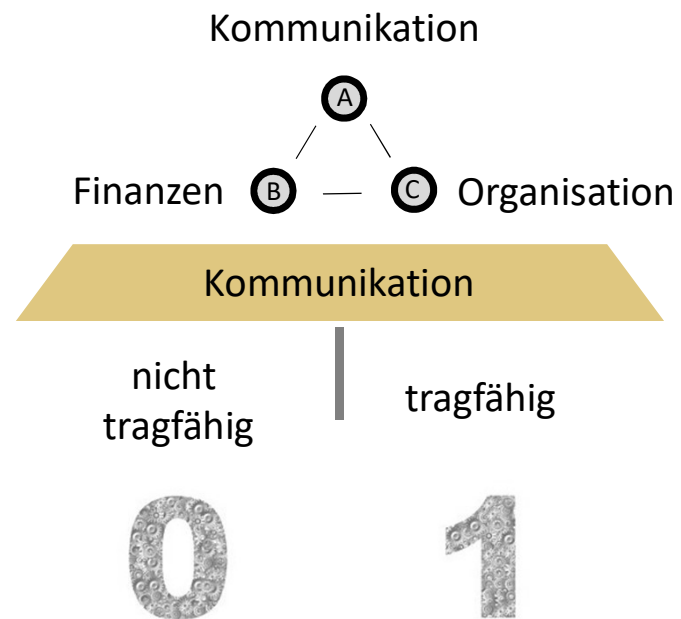 Kommunikation
A
Finanzen B C Organisation
Kommunikation
nicht
tragfähig
tragfähig
0 1